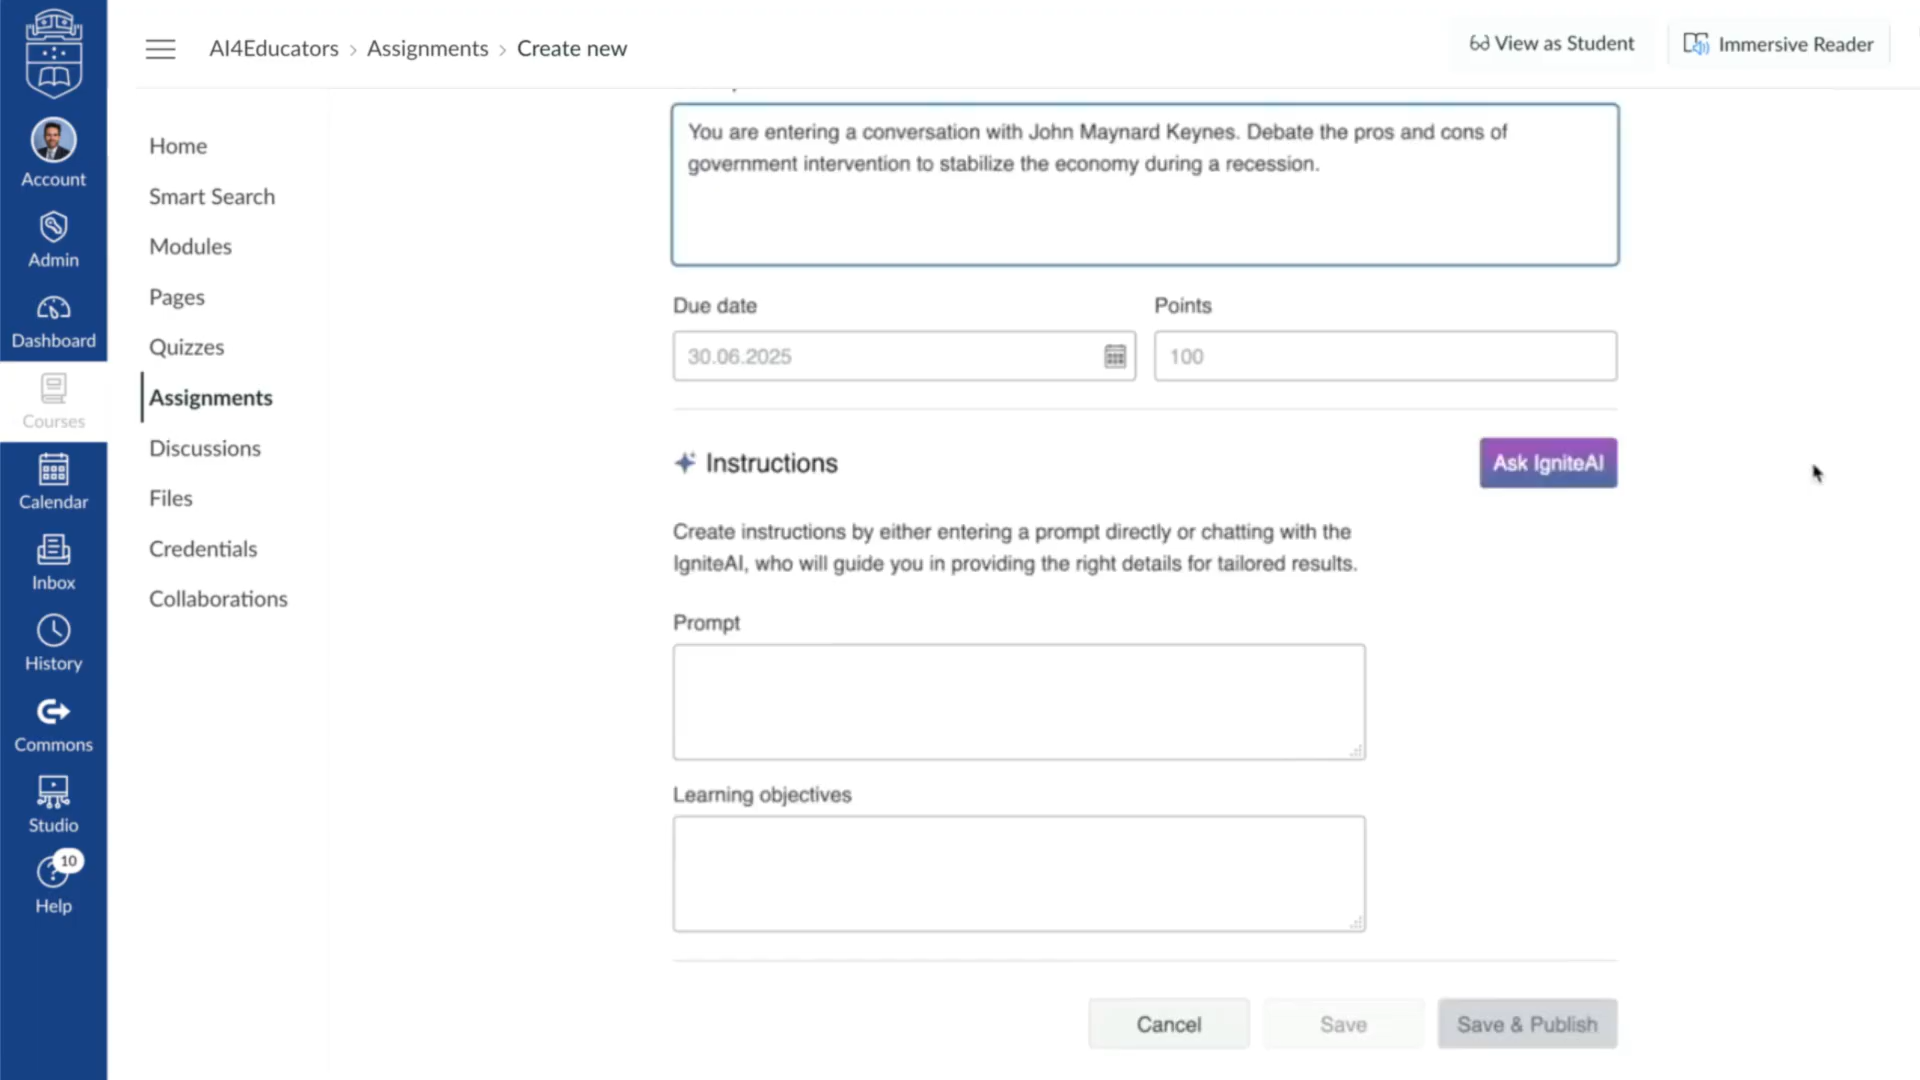 AI4Educators > Assignments > Create new
View as Student
Immersive Reader
Account
Admin
Dashboard
Courses
Calendar
Inbox
History
Commons
Studio
10
Help
Home
Smart Search
Modules
Pages
Quizzes
Assignments
Discussions
Files
Credentials
Collaborations
You are entering a conversation with John Maynard Keynes. Debate the pros and cons of
government intervention to stabilize the economy during a recession.
Due date
Points
30.06.2025
100
Instructions
Ask IgniteAI
Create instructions by either entering a prompt directly or chatting with the
IgniteAI, who will guide you in providing the right details for tailored results.
Prompt
Learning objectives
Cancel
Save
Save & Publish